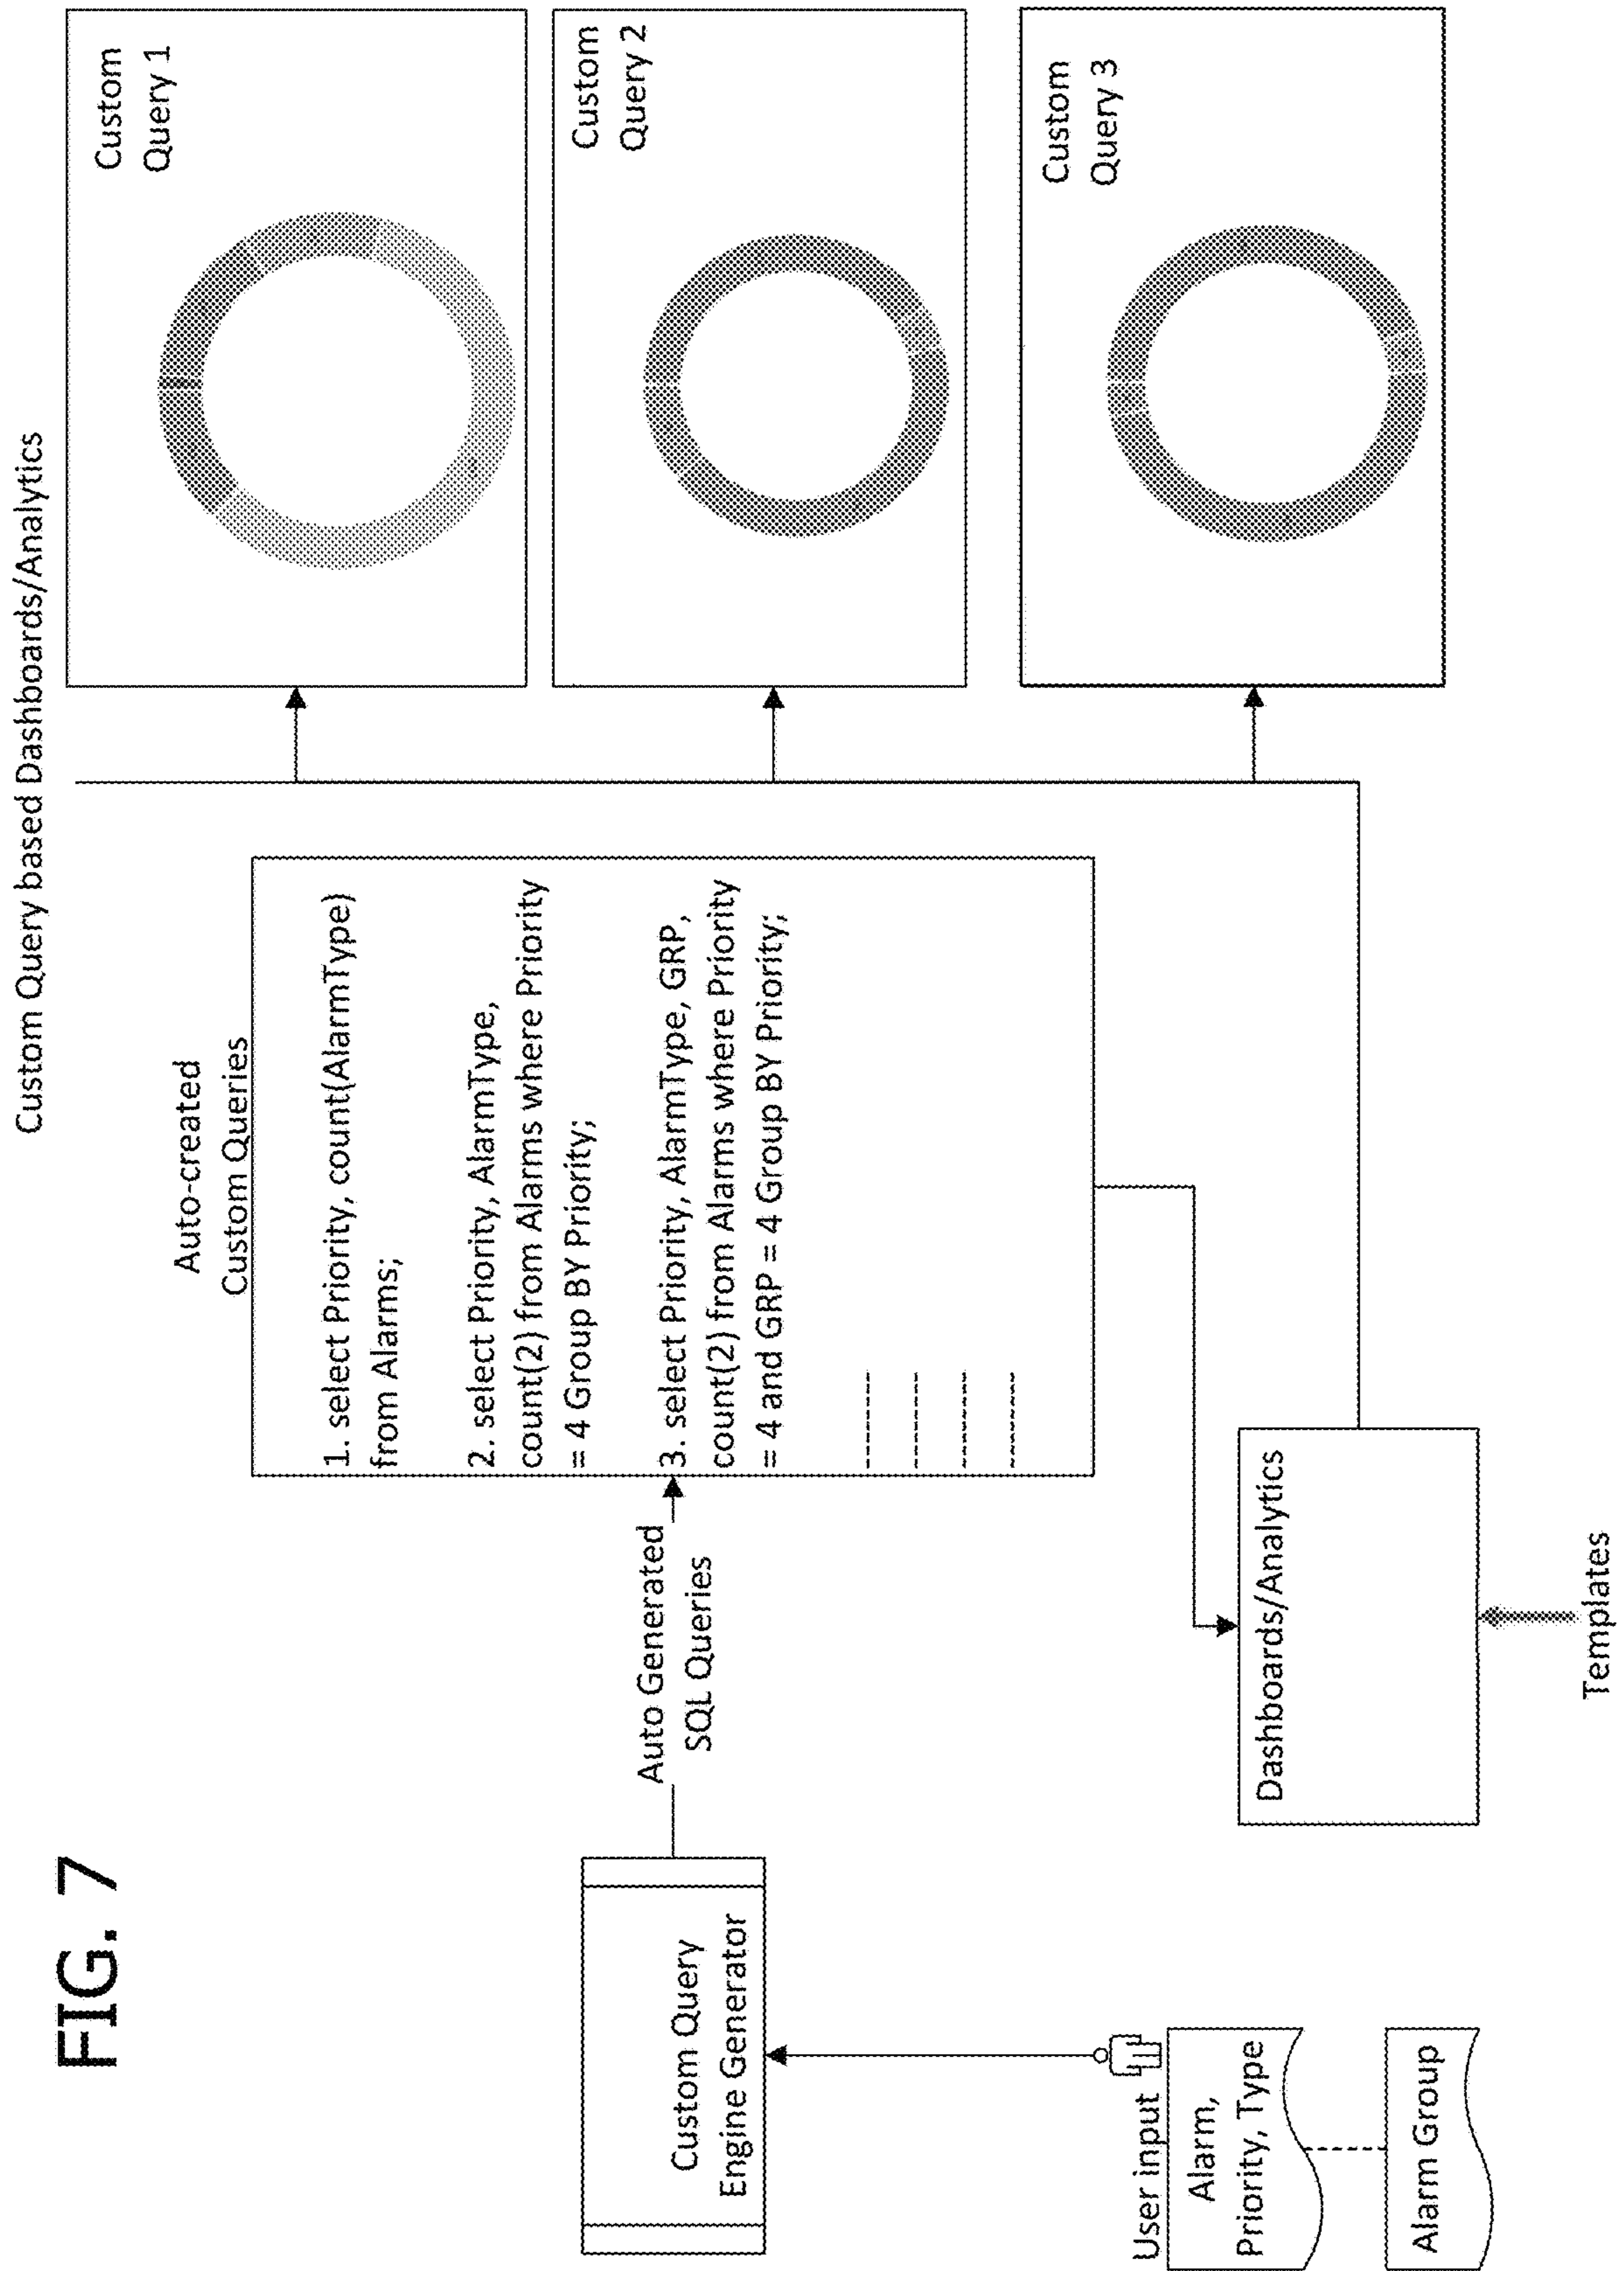 FIG. 7
Custom Query based Dashboards/Analytics
User input
Alarm,
Priority, Type
Alarm Group
Custom Query
Engine Generator
Auto Generated
SQL Queries
Auto-created
Custom Queries
1. select Priority, count(AlarmType)
from Alarms;
2. select Priority, AlarmType,
count(2) from Alarms where Priority
= 4 Group BY Priority;
3. select Priority, AlarmType, GRP,
count(2) from Alarms where Priority
= 4 and GRP = 4 Group BY Priority;
Dashboards/Analytics
Templates
Custom
Query 1
Custom
Query 2
Custom
Query 3